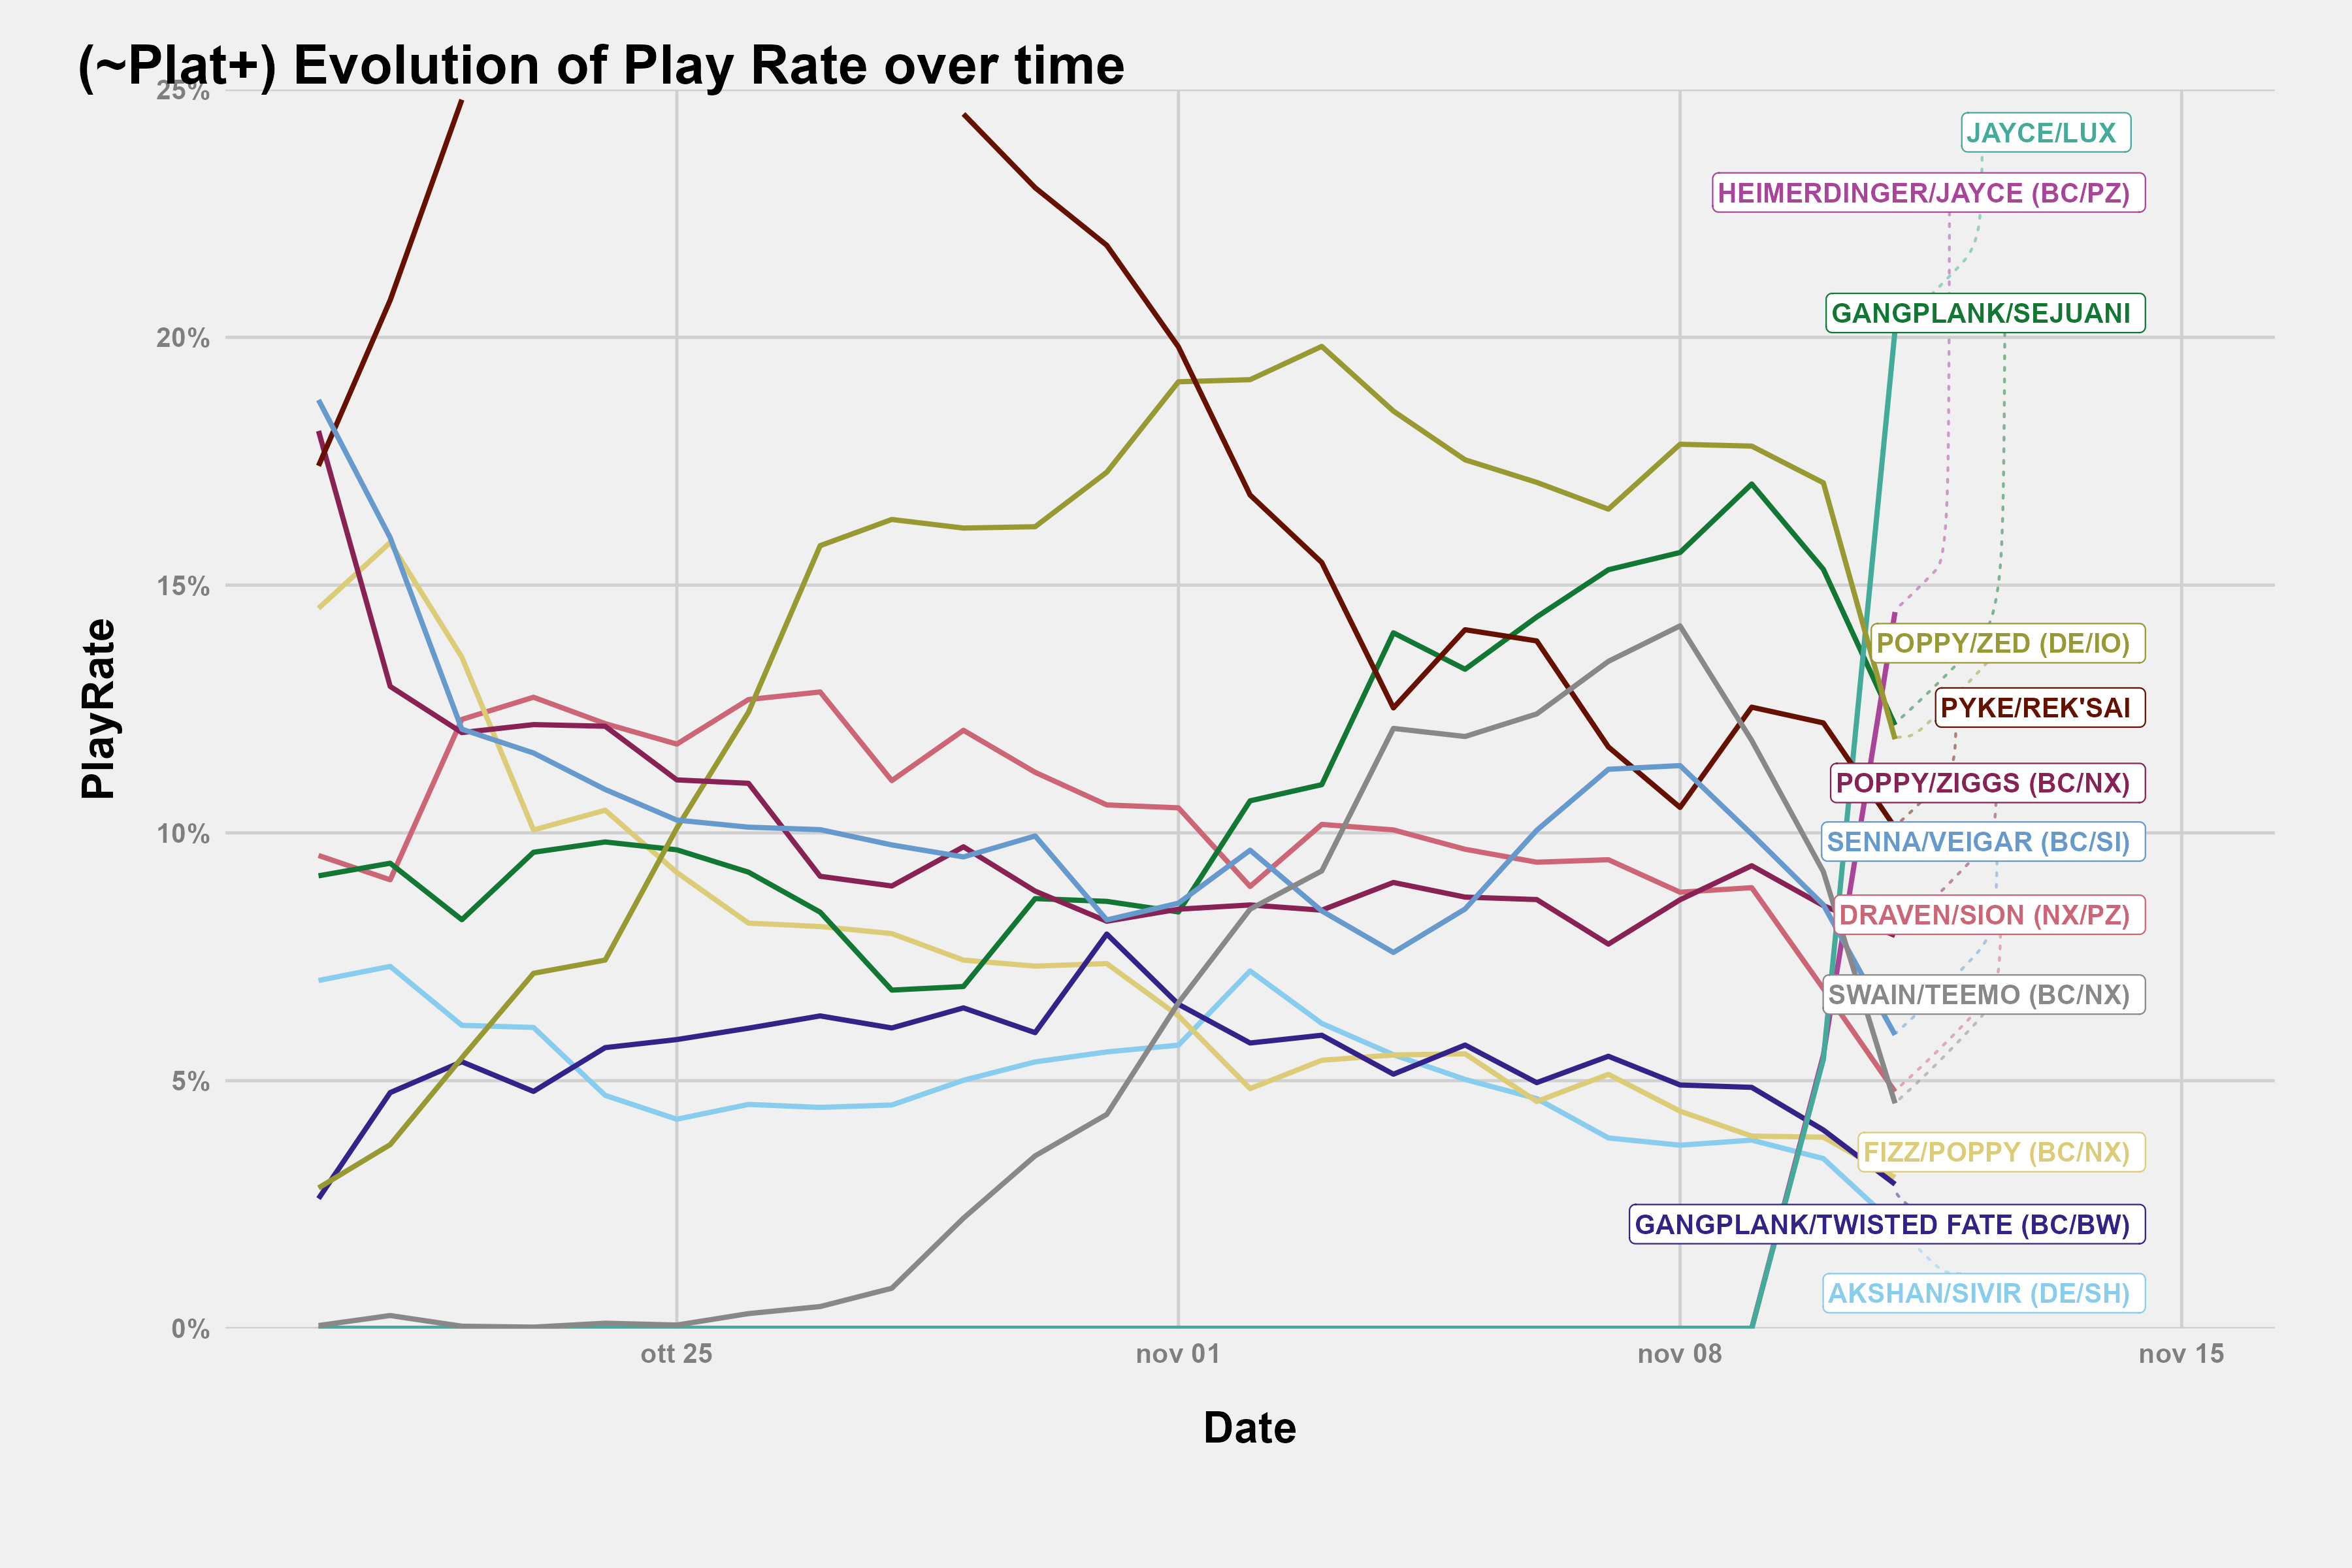 (~Plat+) Evolution of Play Rate over time
25%
20%
15%
10%
5%
0%
PlayRate
JAYCE/LUX
HEIMERDINGER/JAYCE (BC/PZ)
GANGPLANK/SEJUANI
POPPY/ZED (DE/IO)
PYKE/REK'SAI
POPPY/ZIGGS (BC/NX)
SENNA/VEIGAR (BC/SI)
DRAVEN/SION (NX/PZ)
SWAIN/TEEMO (BC/NX)
FIZZ/POPPY (BC/NX)
GANGPLANK/TWISTED FATE (BC/BW)
AKSHAN/SIVIR (DE/SH)
ott 25
nov 01
nov 08
nov 15
Date